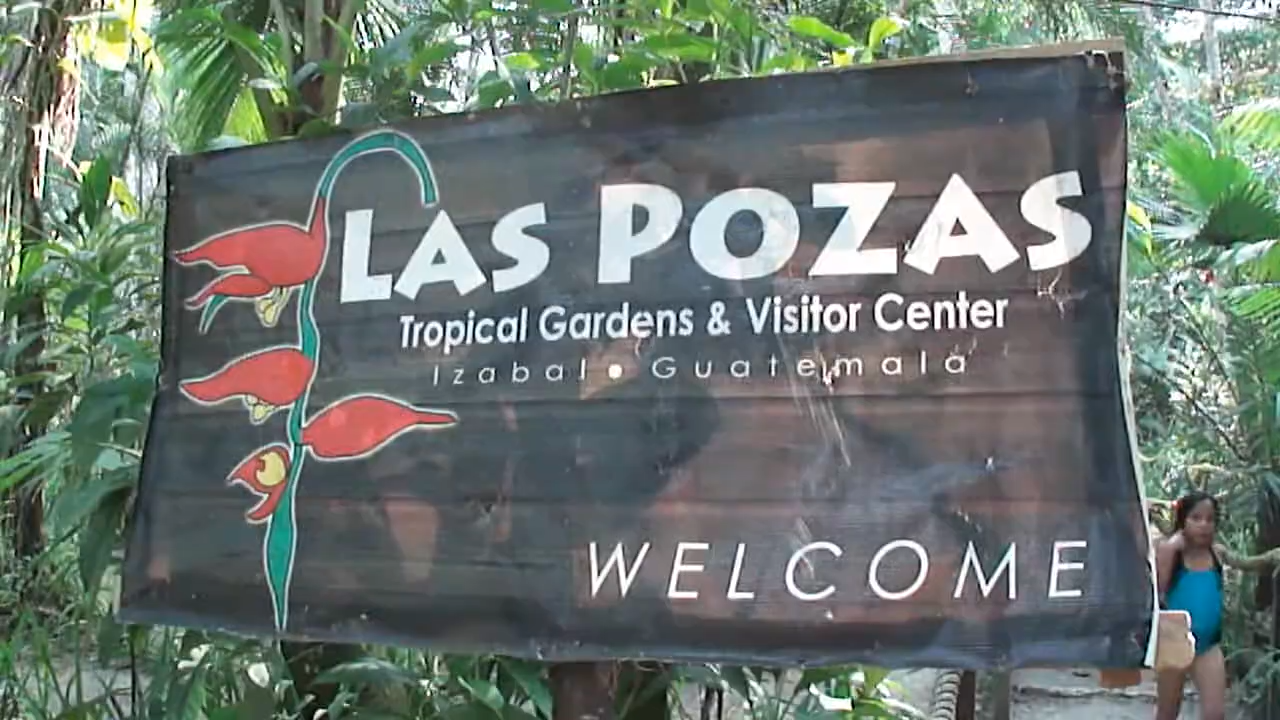 LAS POZAS
Tropical Gardens & Visitor Center
Izabal • Guatemala
WELCOME